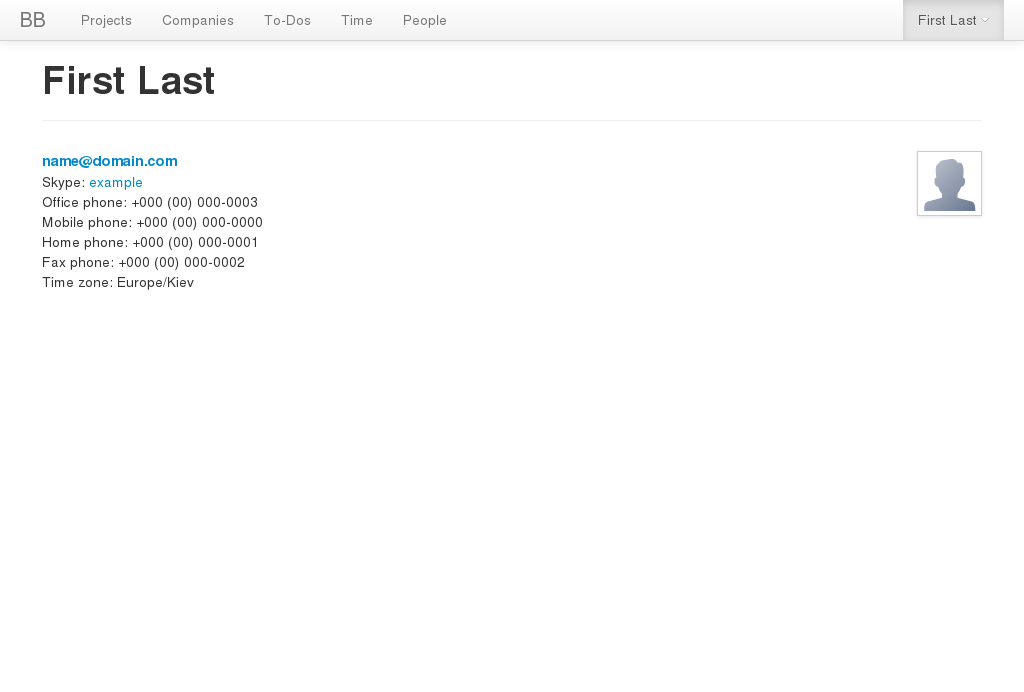 BB Projects Companies To-Dos Time People First Last
First Last
name@domain.com
Skype: example
Office phone: +000 (00) 000-0003
Mobile phone: +000 (00) 000-0000
Home phone: +000 (00) 000-0001
Fax phone: +000 (00) 000-0002
Time zone: Europe/Kiev